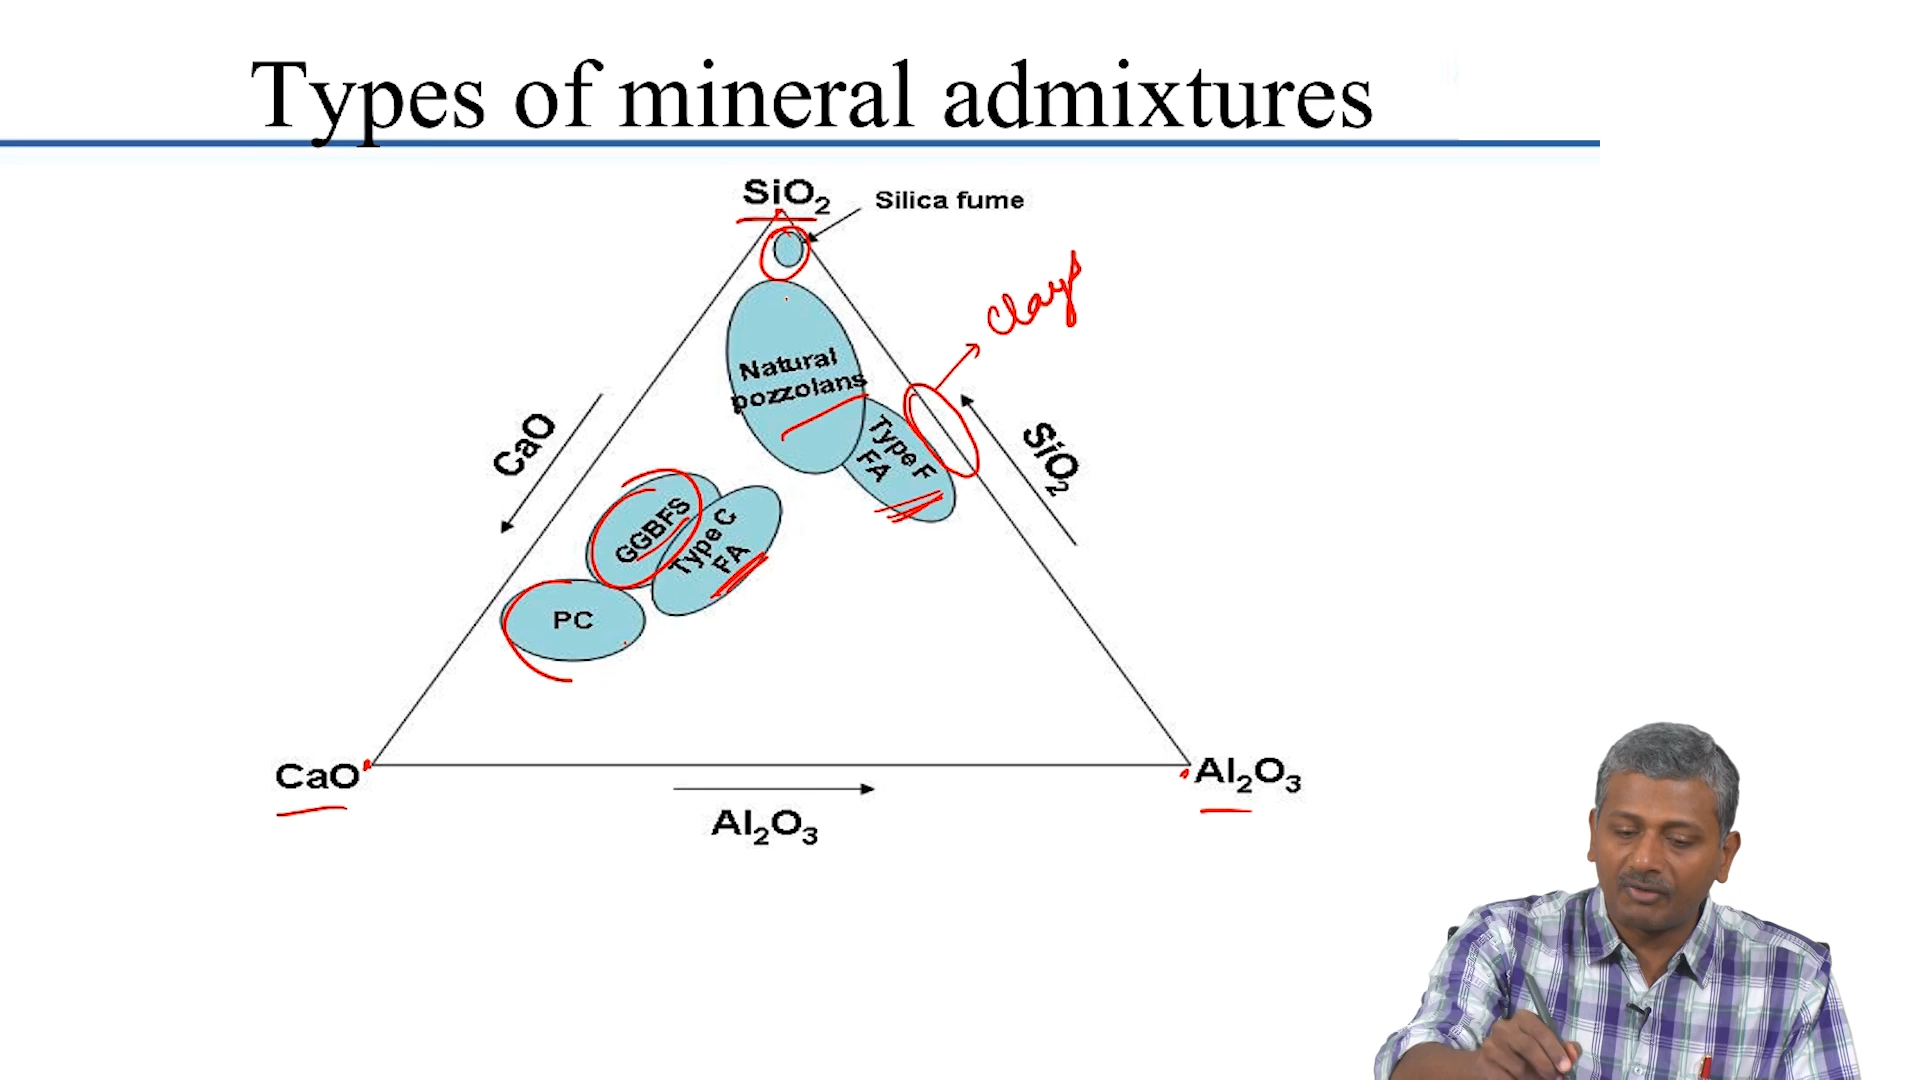 Types of mineral admixtures
SiO₂
Silica fume
clays
Natural
pozzolans
Type F
FA
CaO
SiO₂
GGBFS
Type C
FA
PC
CaO
Al₂O₃
Al₂O₃